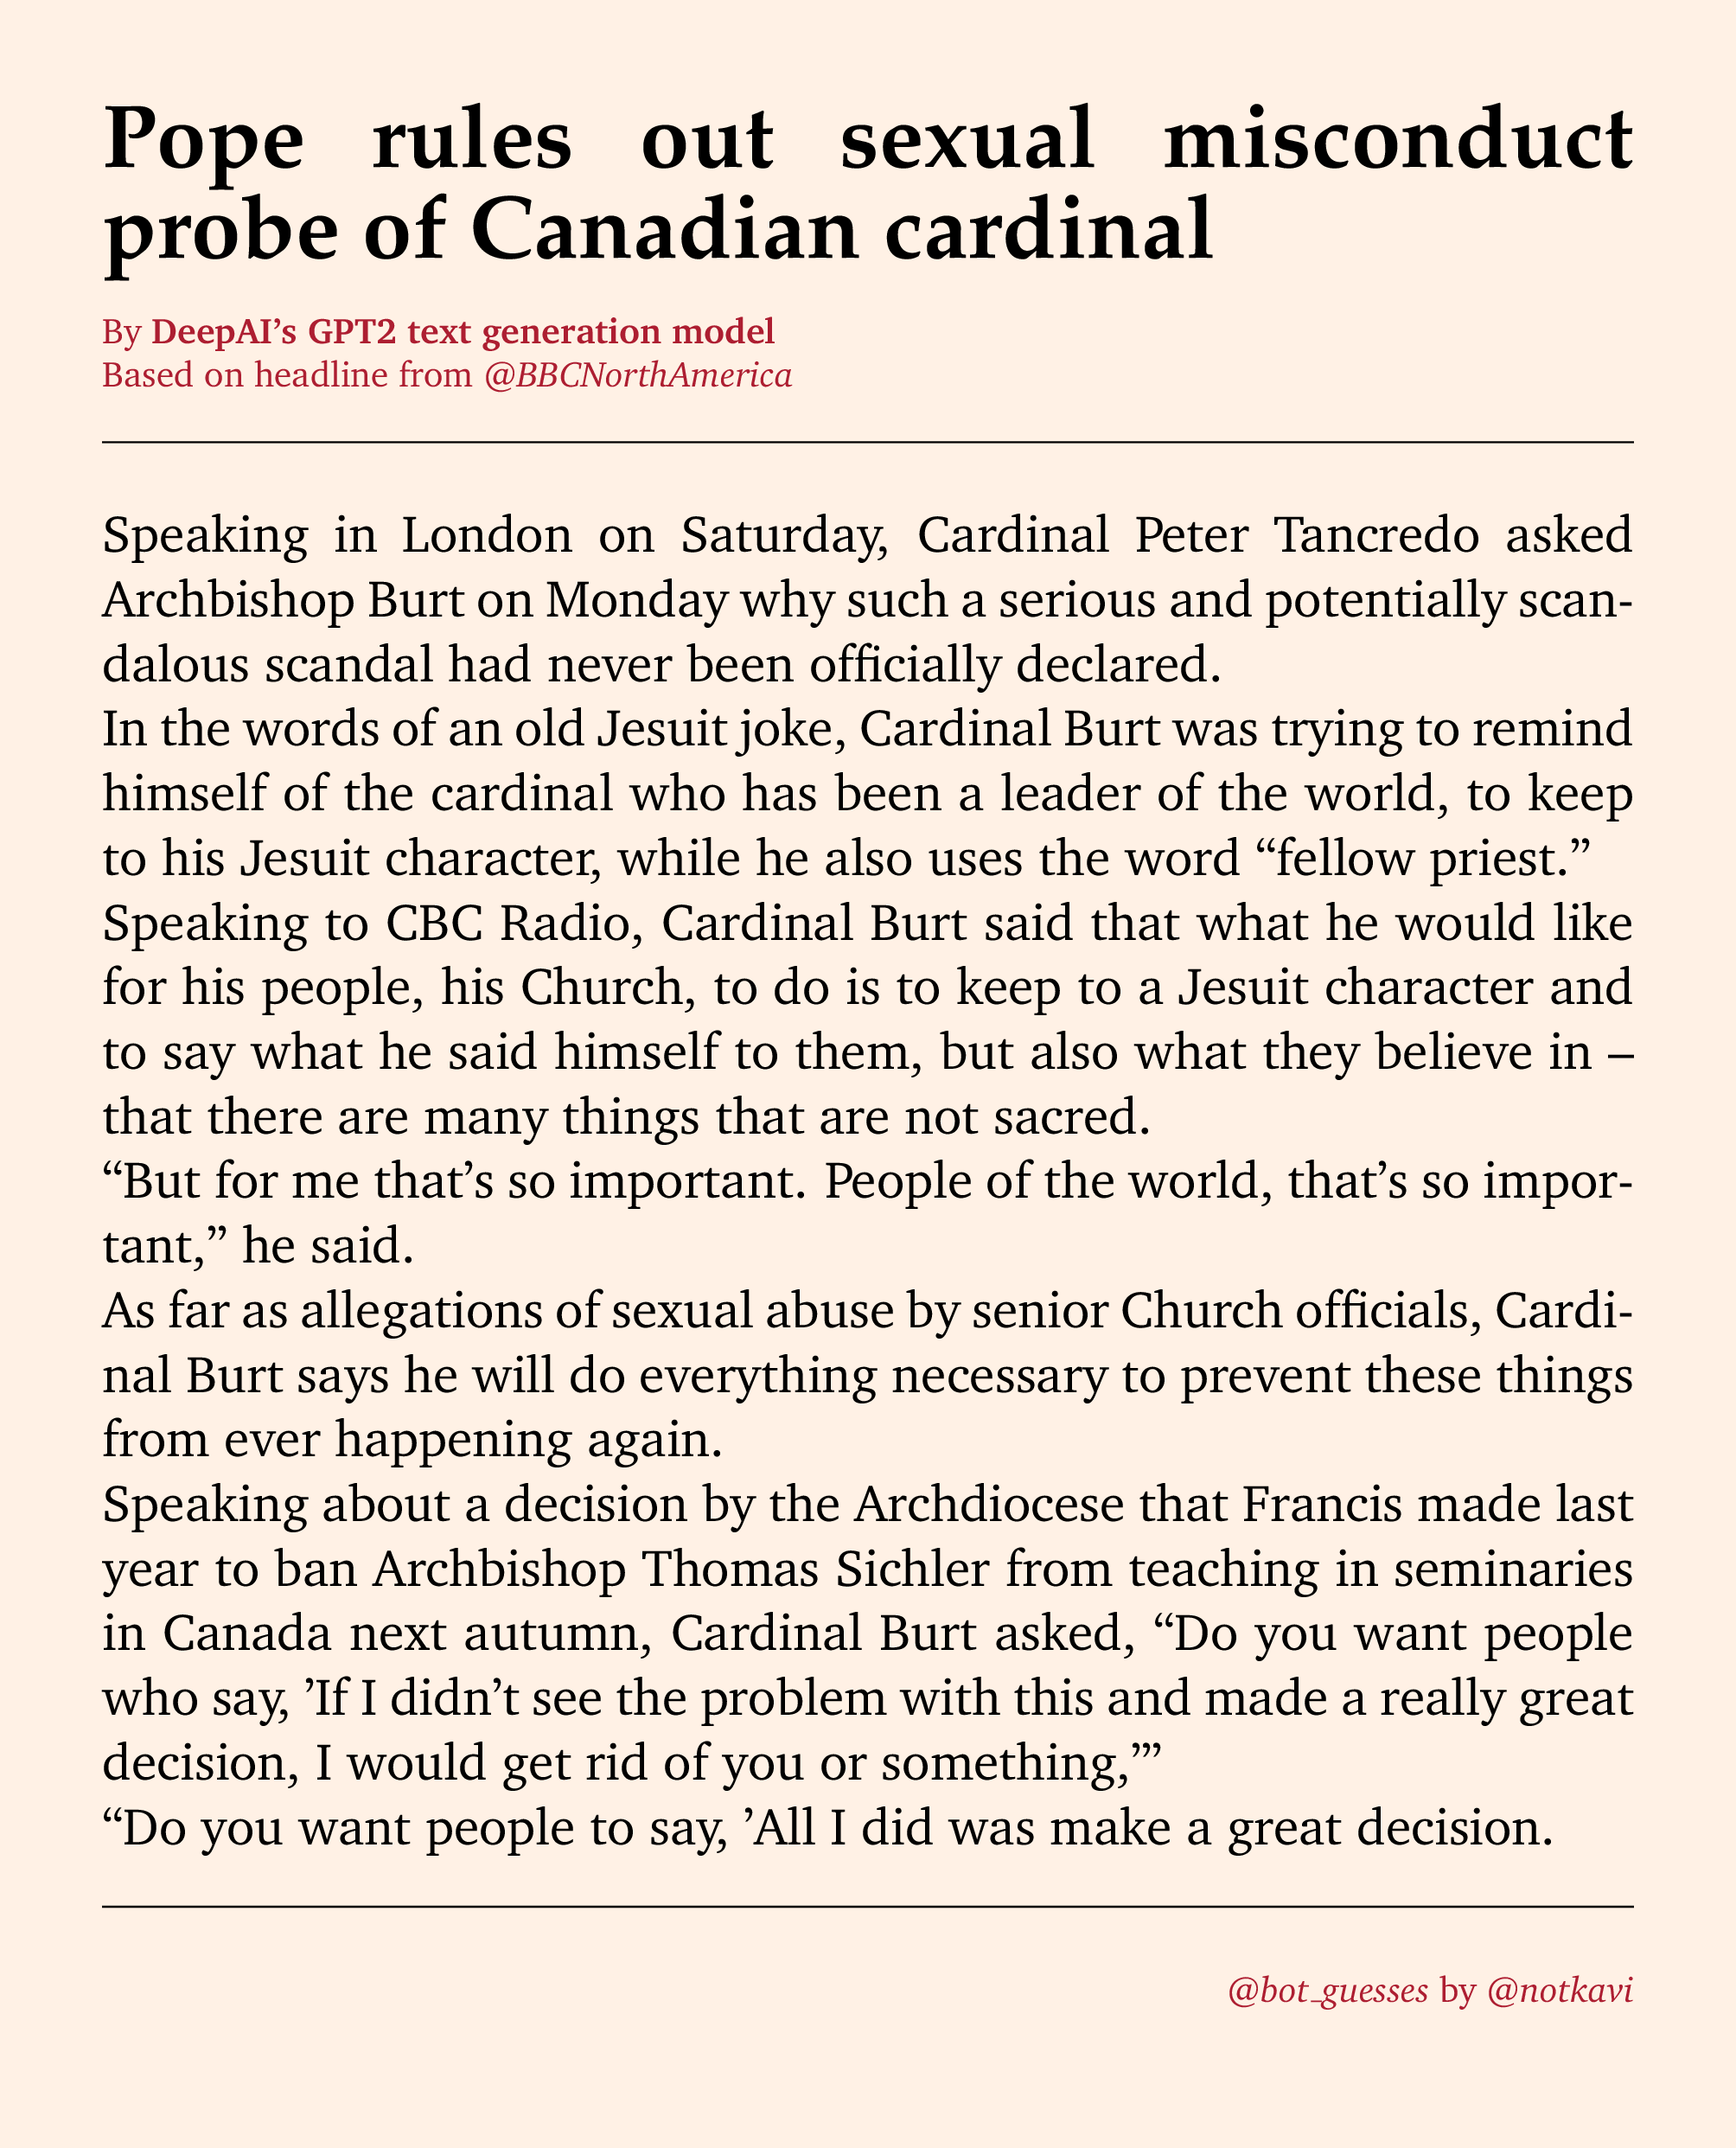 Pope rules out sexual misconduct
probe of Canadian cardinal
By DeepAI’s GPT2 text generation model
Based on headline from @BBCNorthAmerica
Speaking in London on Saturday, Cardinal Peter Tancredo asked
Archbishop Burt on Monday why such a serious and potentially scan-
dalous scandal had never been officially declared.
In the words of an old Jesuit joke, Cardinal Burt was trying to remind
himself of the cardinal who has been a leader of the world, to keep
to his Jesuit character, while he also uses the word “fellow priest.”
Speaking to CBC Radio, Cardinal Burt said that what he would like
for his people, his Church, to do is to keep to a Jesuit character and
to say what he said himself to them, but also what they believe in –
that there are many things that are not sacred.
“But for me that’s so important. People of the world, that’s so impor-
tant,” he said.
As far as allegations of sexual abuse by senior Church officials, Cardi-
nal Burt says he will do everything necessary to prevent these things
from ever happening again.
Speaking about a decision by the Archdiocese that Francis made last
year to ban Archbishop Thomas Sichler from teaching in seminaries
in Canada next autumn, Cardinal Burt asked, “Do you want people
who say, ’If I didn’t see the problem with this and made a really great
decision, I would get rid of you or something,’”
“Do you want people to say, ’All I did was make a great decision.
@bot_guesses by @notkavi